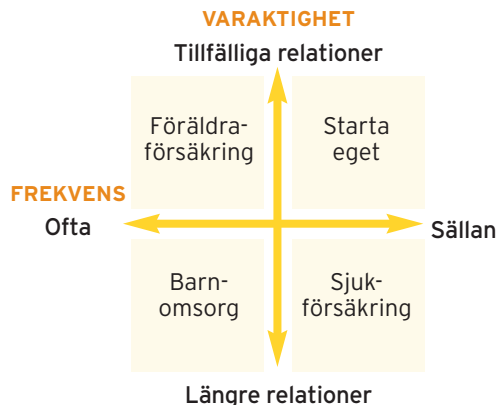 VARAKTIGHET
Tillfälliga relationer
Föräldra-
försäkring
Starta
eget
FREKVENS
Ofta
Sällan
Barn-
omsorg
Sjuk-
försäkring
Längre relationer